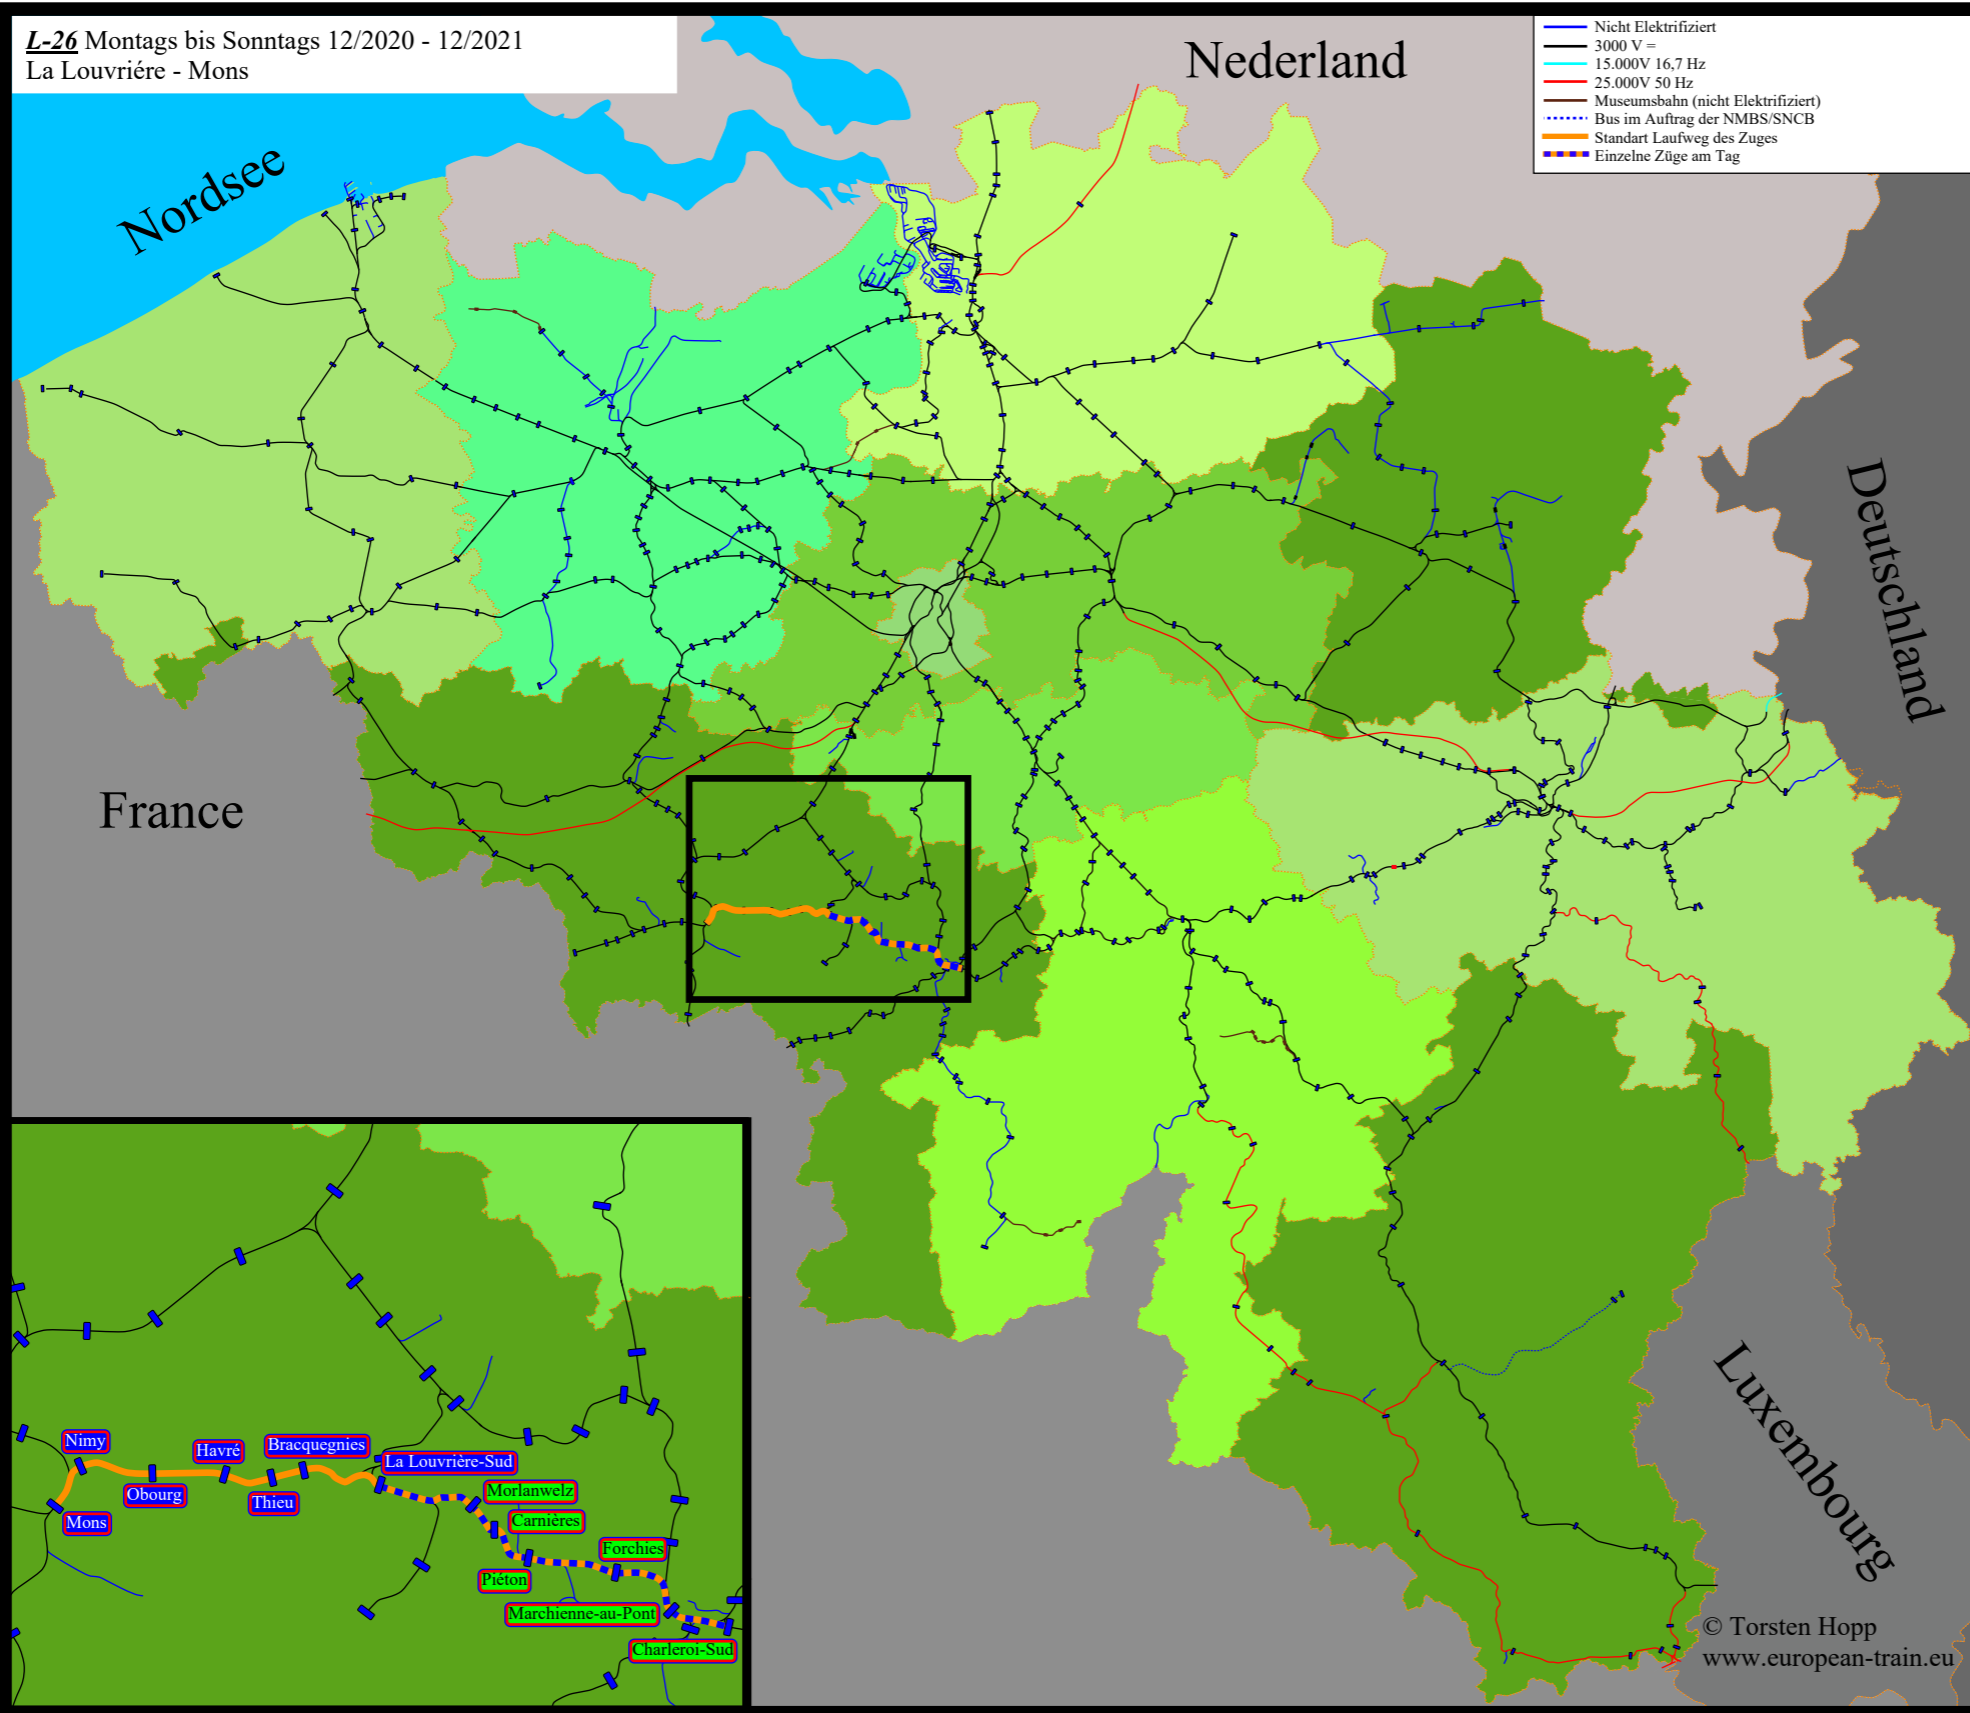 L-26 Montags bis Sonntags 12/2020 - 12/2021
La Louvriére - Mons
Nicht Elektrifiziert
3000 V =
15.000V 16,7 Hz
25.000V 50 Hz
Museumsbahn (nicht Elektrifiziert)
Bus im Auftrag der NMBS/SNCB
Standart Laufweg des Zuges
Einzelne Züge am Tag
Nederland
Nordsee
Deutschland
France
Luxembourg
Nimy
Havré
Bracquegnies
La Louvrière-Sud
Obourg
Thieu
Mons
Morlanwelz
Carnières
Forchies
Piéton
Marchienne-au-Pont
Charleroi-Sud
© Torsten Hopp
www.european-train.eu